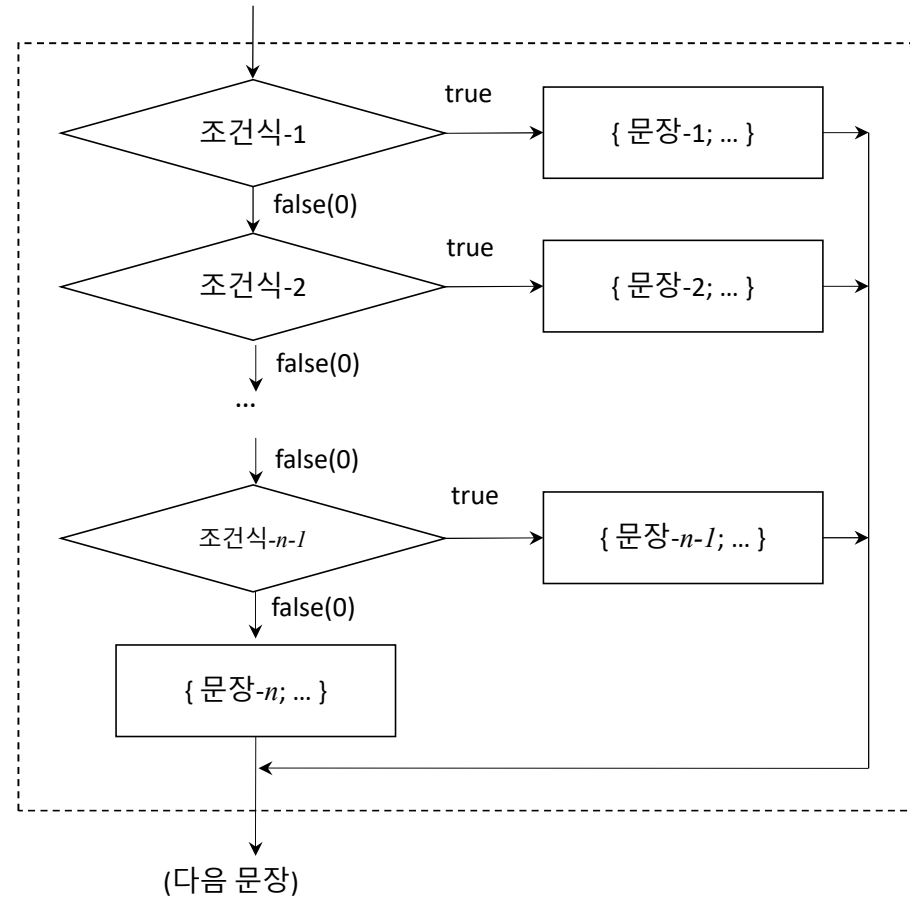 true
조건식-1
{ 문장-1; ... }
false(0)
true
조건식-2
{ 문장-2; ... }
false(0)
...
false(0)
true
조건식-n-1
{ 문장-n-1; ... }
false(0)
{ 문장-n; ... }
(다음 문장)